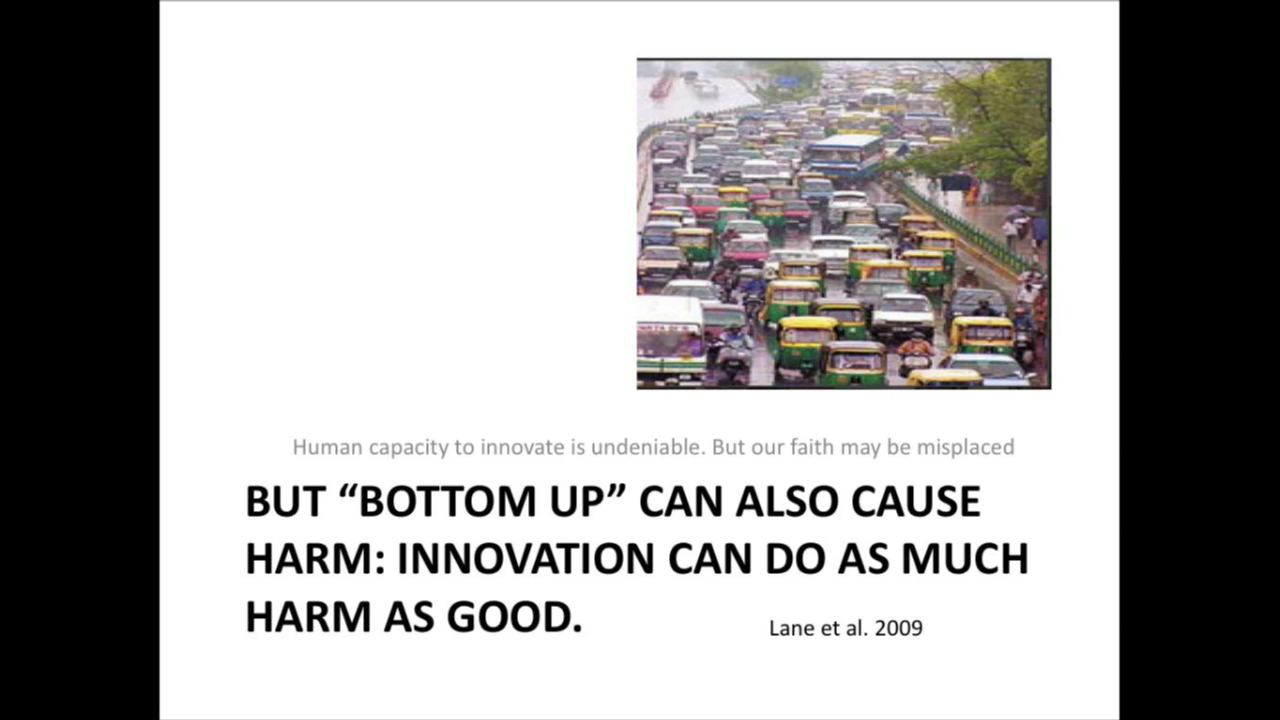 Human capacity to innovate is undeniable. But our faith may be misplaced
BUT “BOTTOM UP” CAN ALSO CAUSE
HARM: INNOVATION CAN DO AS MUCH
HARM AS GOOD.
Lane et al. 2009